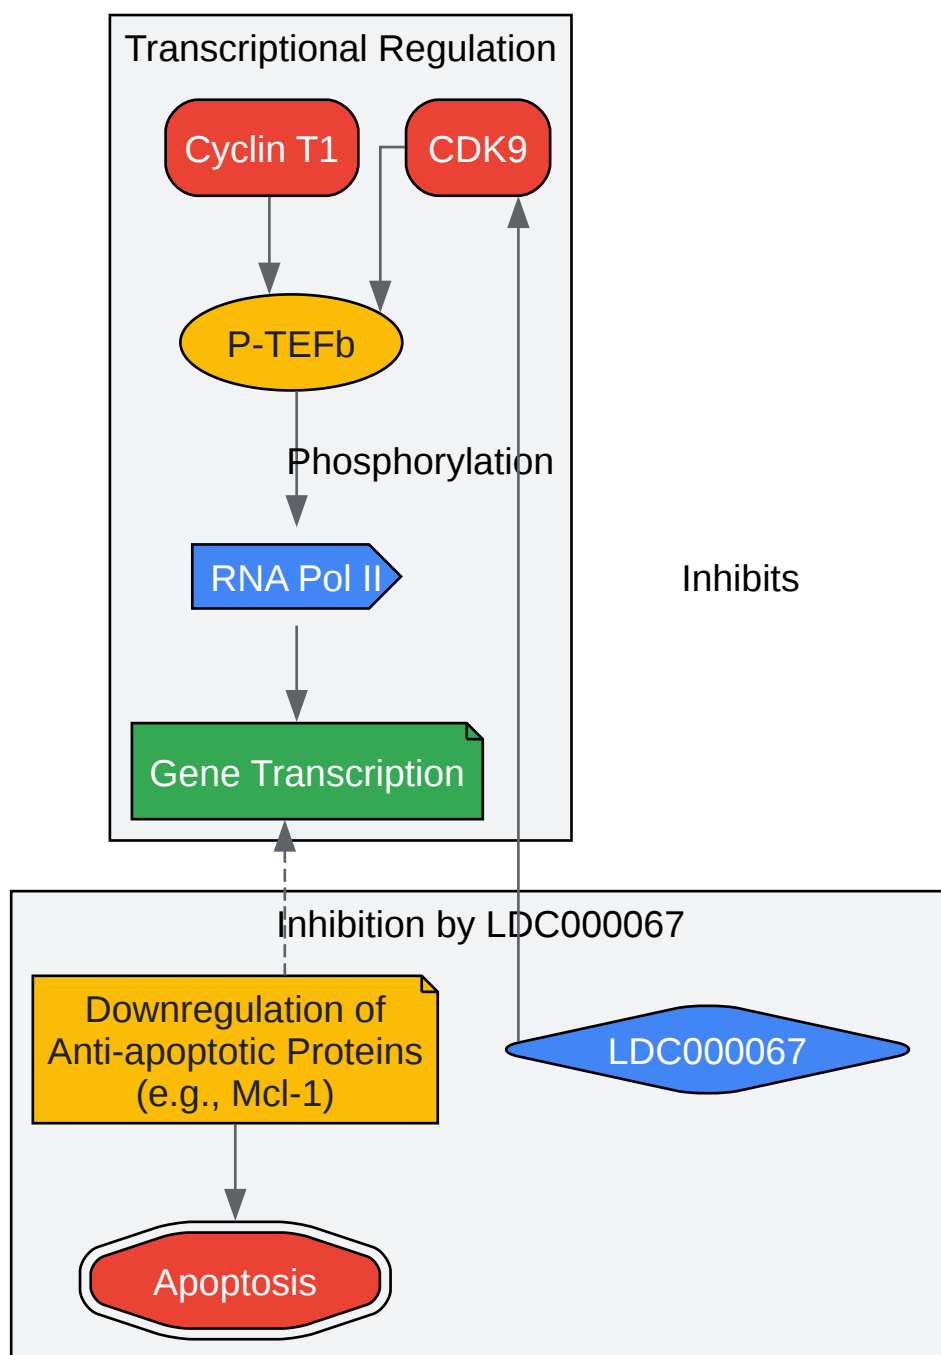 Transcriptional Regulation
Cyclin T1
CDK9
P-TEFb
Phosphorylation
RNA Pol II
Inhibits
Gene Transcription
Inhibition by LDC000067
Downregulation of
Anti-apoptotic Proteins
(e.g., Mcl-1)
LDC000067
Apoptosis